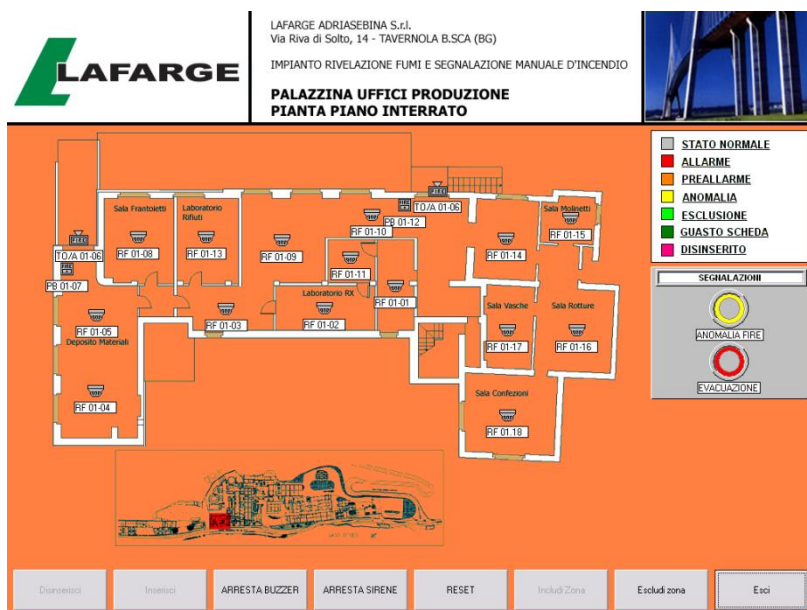 LAFARGE
LAFARGE ADRIASEBINA S.r.l.
Via Riva di Solto, 14 - TAVERNOLA B.SCA (BG)
IMPIANTO RIVELAZIONE FUMI E SEGNALAZIONE MANUALE D'INCENDIO
PALAZZINA UFFICI PRODUZIONE
PIANTA PIANO INTERRATO
STATO NORMALE
ALLARME
PREALLARME
ANOMALIA
ESCLUSIONE
GUASTO SCHEDA
DISINSERITO
SEGNALAZIONI
ANOMALIA FIRE
EVACUAZIONE
TO/A 01-06
PB 01-07
Sala Frantoietti
RF 01-08
Laboratorio
Rifiuti
RF 01-13
RF 01-09
RF 01-10
PB 01-12
TO/A 01-06
RF 01-14
Sala Molisetti
RF 01-15
RF 01-11
RF 01-01
RF 01-05
Deposito Materiali
RF 01-03
Laboratorio RX
RF 01-02
Sala Vasche
RF 01-17
Sala Rotture
RF 01-16
RF 01-04
Sala Confezioni
RF 01.18
Disinserisci
Inserisci
ARRESTA BUZZER
ARRESTA SIRENE
RESET
Includi Zona
Escludi zona
Esci